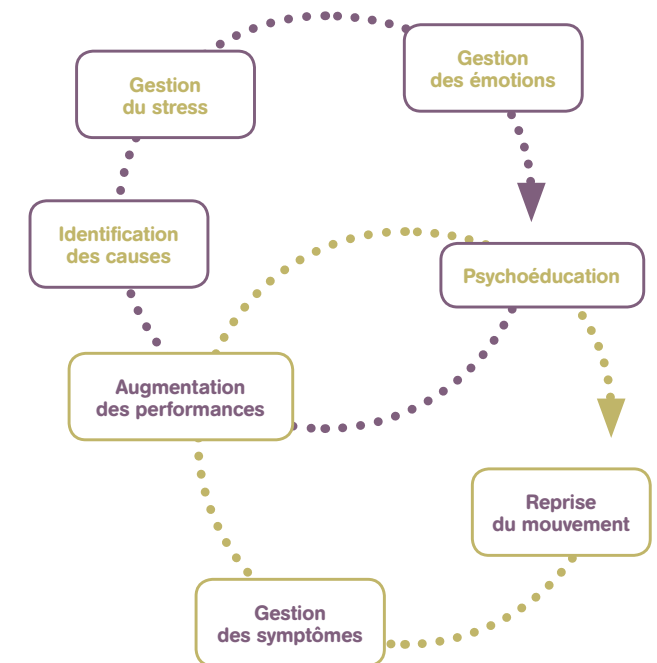 Gestion
des émotions
Gestion
du stress
Identification
des causes
Psychoéducation
Augmentation
des performances
Reprise
du mouvement
Gestion
des symptômes